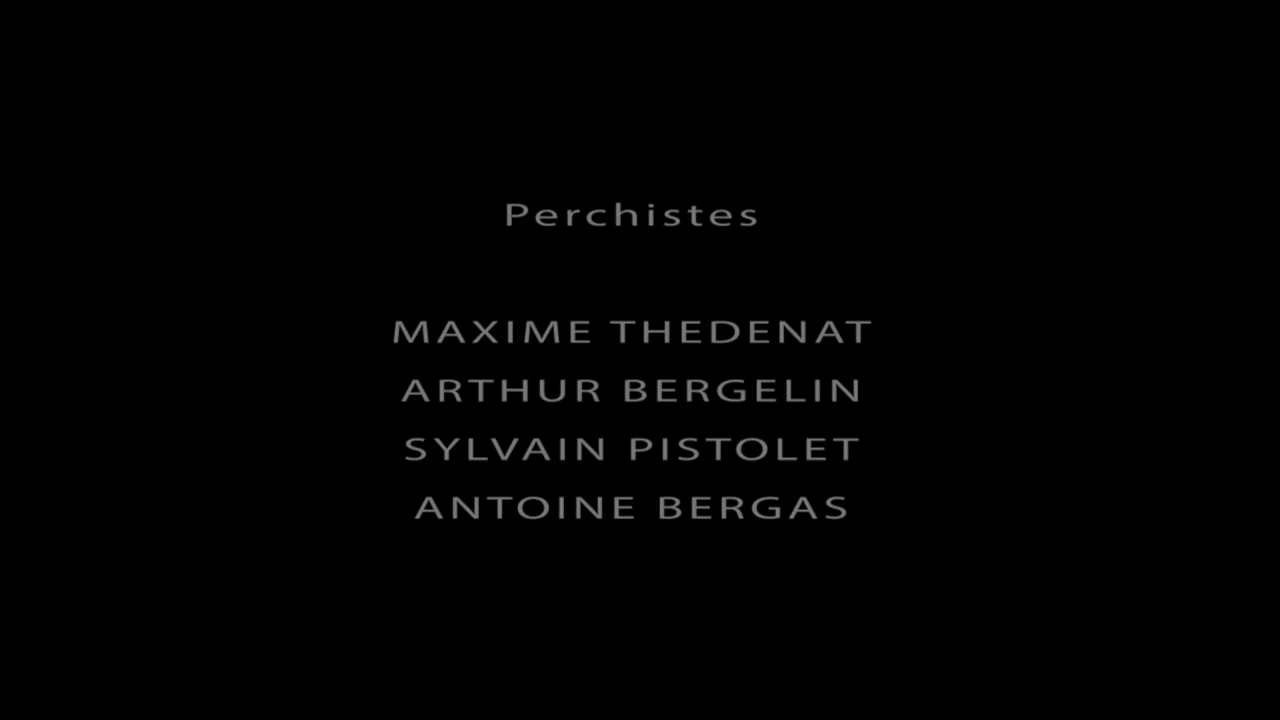 Perchistes
MAXIME THEDENAT
ARTHUR BERGELIN
SYLVAIN PISTOLET
ANTOINE BERGAS